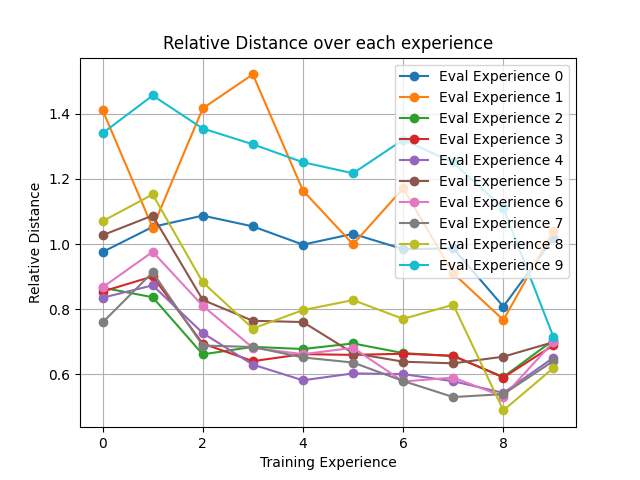 Relative Distance over each experience
Eval Experience 0
Eval Experience 1
Eval Experience 2
Eval Experience 3
Eval Experience 4
Eval Experience 5
Eval Experience 6
Eval Experience 7
Eval Experience 8
Eval Experience 9
Relative Distance
1.4
1.2
1.0
0.8
0.6
0 2 4 6 8
Training Experience